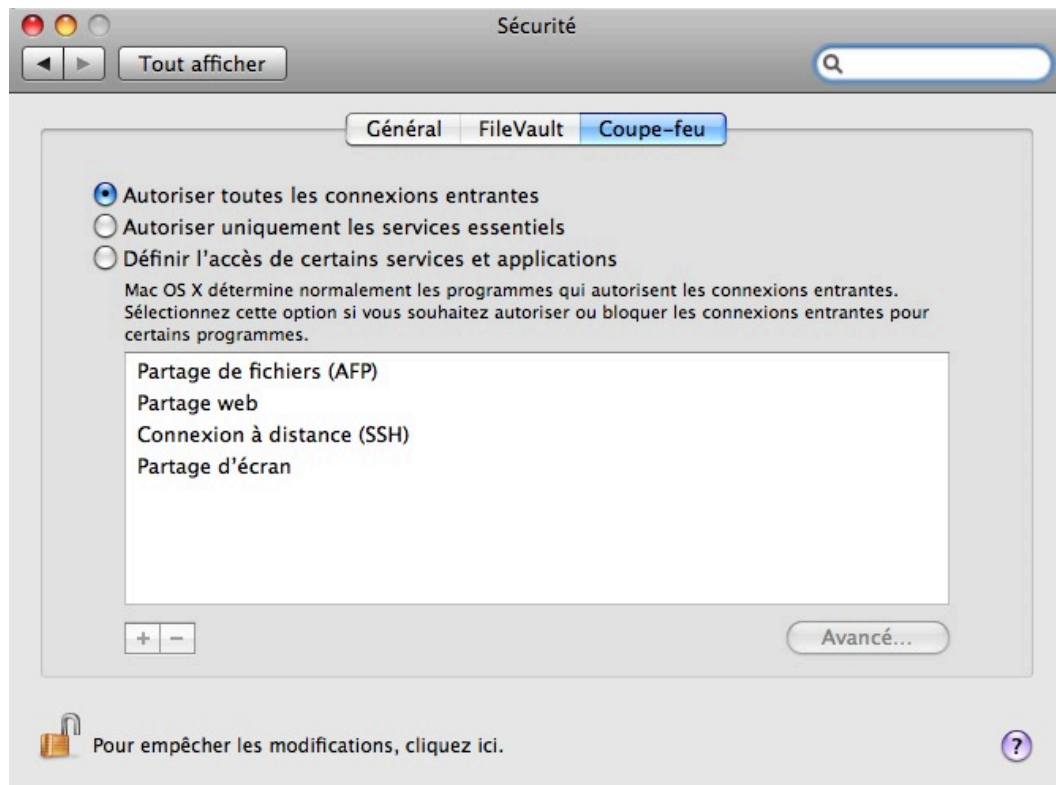 Sécurité
Tout afficher
Général FileVault Coupe-feu
Autoriser toutes les connexions entrantes
Autoriser uniquement les services essentiels
Définir l'accès de certains services et applications
Mac OS X détermine normalement les programmes qui autorisent les connexions entrantes.
Sélectionnez cette option si vous souhaitez autoriser ou bloquer les connexions entrantes pour
certains programmes.
Partage de fichiers (AFP)
Partage web
Connexion à distance (SSH)
Partage d'écran
+ −
Avancé...
Pour empêcher les modifications, cliquez ici.
?